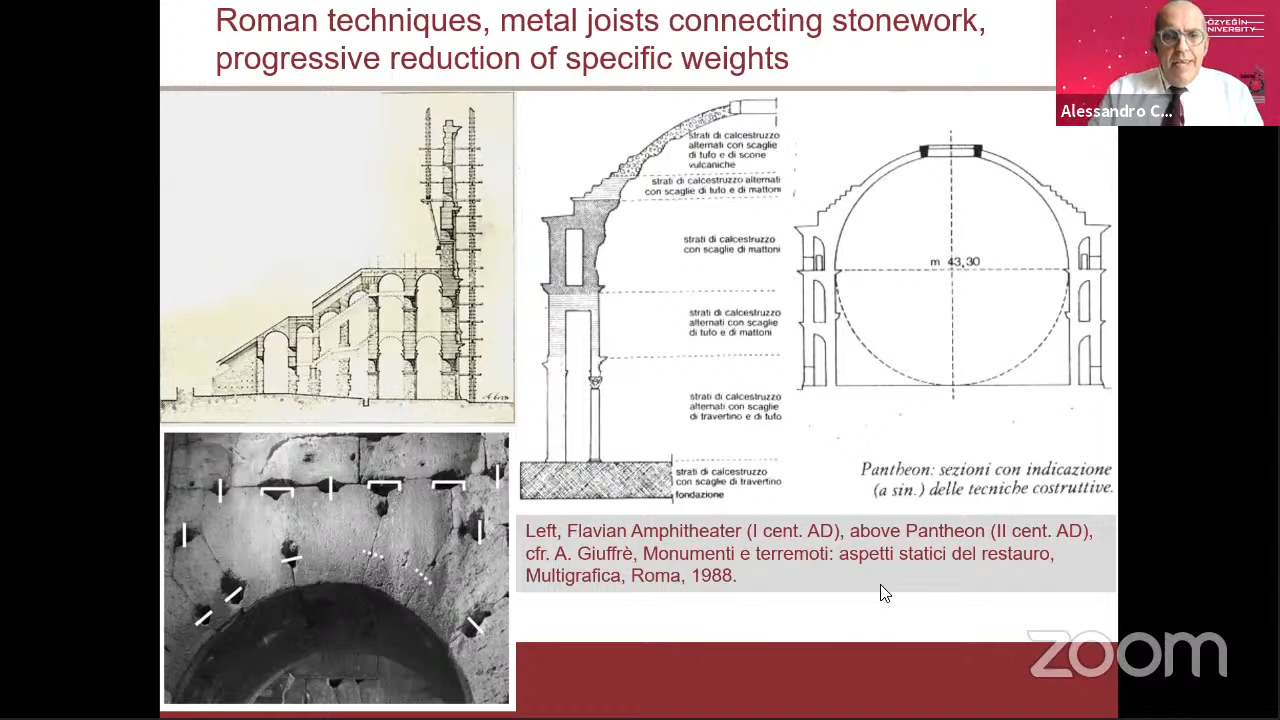 Roman techniques, metal joists connecting stonework,
progressive reduction of specific weights
ÖZYEĞİN
UNIVERSITY
Alessandro C...
strati di calcestruzzo
alternati con scaglie
di tufo e di scone
vulcaniche
strati di calcestruzzo alternati
con scaglie di tufo e di mattoni
strati di calcestruzzo
con scaglie di mattoni
strati di calcestruzzo
alternati con scaglie
di tufo e di mattoni
strati di calcestruzzo
alternati con scaglie
di travertino e di tufo
strati di calcestruzzo
con scaglie di travertino
fondazione
m 43,30
Pantheon: sezioni con indicazione
(a sin.) delle tecniche costruttive.
Left, Flavian Amphitheater (I cent. AD), above Pantheon (II cent. AD),
cfr. A. Giuffrè, Monumenti e terremoti: aspetti statici del restauro,
Multigrafica, Roma, 1988.
zoom